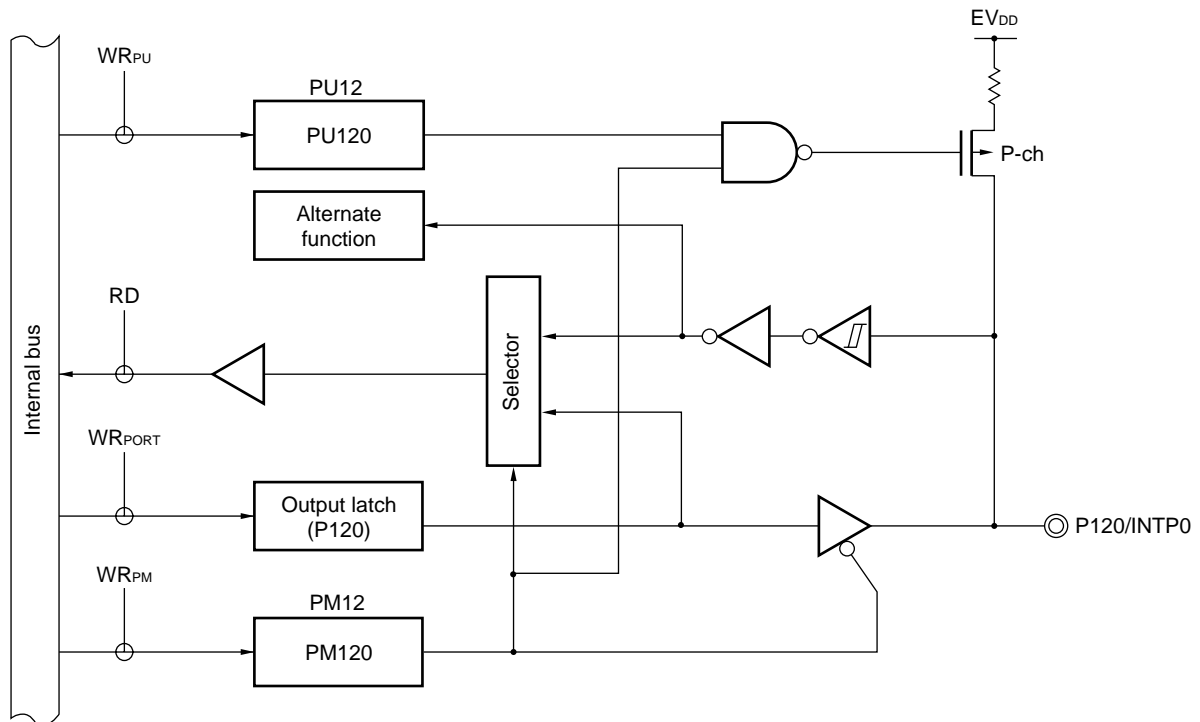 EVDD
WRPU
PU12
PU120
P-ch
Alternate
function
RD
Internal bus
Selector
WRPORT
Output latch
(P120)
P120/INTP0
WRPM
PM12
PM120